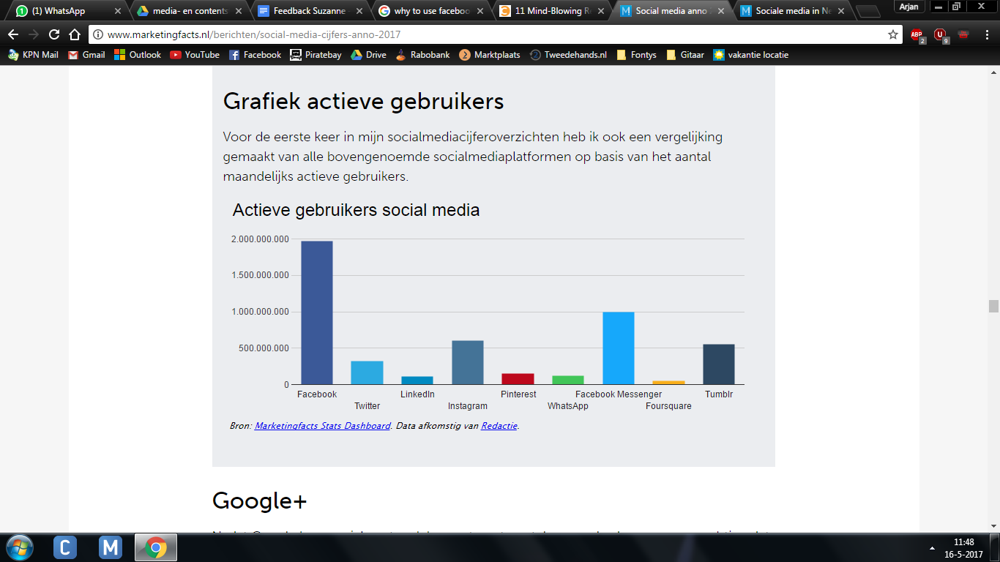 (1) WhatsApp
media- en contents
Feedback Suzanne -
why to use faceboo
11 Mind-Blowing R
Social media anno
Sociale media in Ne
Arjan
www.marketingfacts.nl/berichten/social-media-cijfers-anno-2017
ABP
2
U
9
KPN Mail
Gmail
Outlook
YouTube
Facebook
Piratebay
Drive
Rabobank
Marktplaats
Tweedehands.nl
Fontys
Gitaar
vakantie locatie
Grafiek actieve gebruikers
Voor de eerste keer in mijn socialmediacijferoverzichten heb ik ook een vergelijking
gemaakt van alle bovengenoemde socialmediaplatformen op basis van het aantal
maandelijks actieve gebruikers.
Actieve gebruikers social media
2.000.000.000
1.500.000.000
1.000.000.000
500.000.000
0
Facebook
Twitter
LinkedIn
Instagram
Pinterest
WhatsApp
Facebook Messenger
Foursquare
Tumblr
Bron: Marketingfacts Stats Dashboard. Data afkomstig van Redactie.
Google+
C
M
11:48
16-5-2017